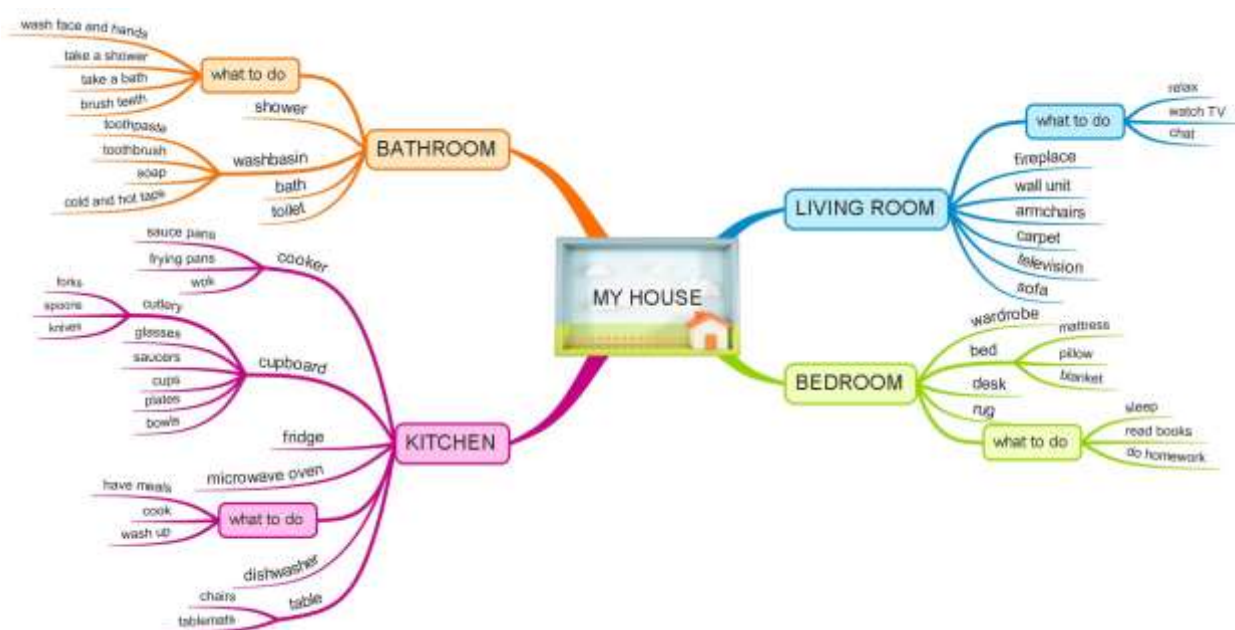 MY HOUSE
BATHROOM
what to do
wash face and hands
take a shower
take a bath
brush teeth
shower
washbasin
toothpaste
toothbrush
soap
cold and hot taps
bath
toilet
KITCHEN
cooker
sauce pans
frying pans
wok
cupboard
cutlery
forks
spoons
knives
glasses
saucers
cups
plates
bowls
fridge
microwave oven
what to do
have meals
cook
wash up
dishwasher
table
chairs
tablemats
LIVING ROOM
what to do
relax
watch TV
chat
fireplace
wall unit
armchairs
carpet
television
sofa
BEDROOM
wardrobe
bed
mattress
pillow
blanket
desk
rug
what to do
sleep
read books
do homework